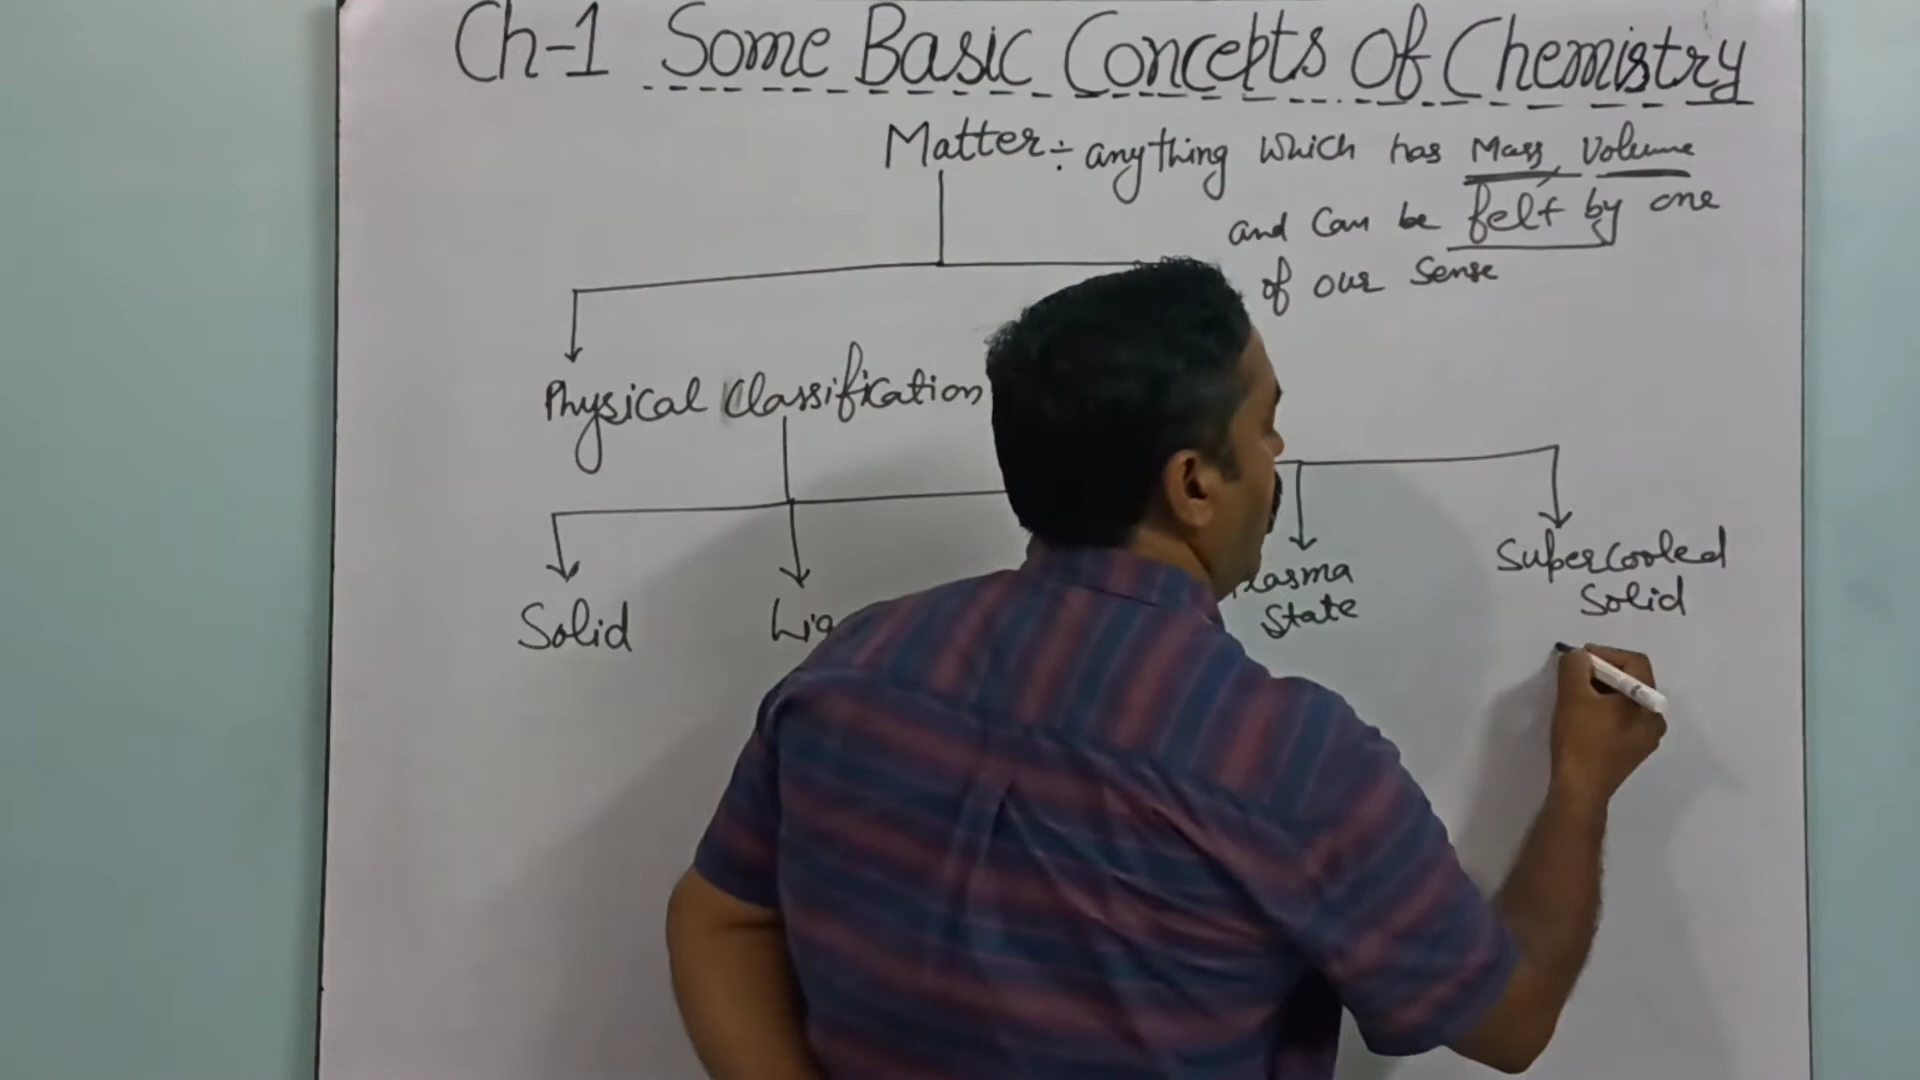 Ch-1 Some Basic Concepts Of Chemistry
Matter÷ anything which has Mass, Volume
and Can be felt by one
of our Sense
Physical Classification
Solid
Plasma
State
Supercooled
Solid